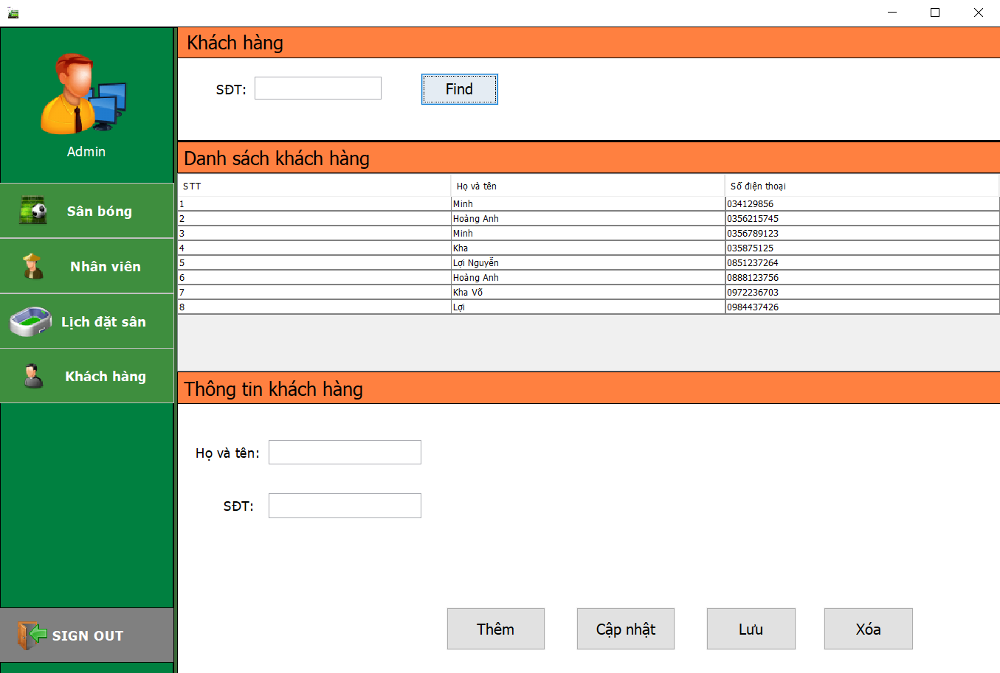 Khách hàng
SĐT:
Find
Admin
Danh sách khách hàng
STT Họ và tên Số điện thoại
1 Minh 034129856
2 Hoàng Anh 0356215745
3 Minh 0356789123
4 Kha 035875125
5 Lợi Nguyễn 0851237264
6 Hoàng Anh 0888123756
7 Kha Võ 0972236703
8 Lợi 0984437426
Sân bóng
Nhân viên
Lịch đặt sân
Khách hàng
Thông tin khách hàng
Họ và tên:
SĐT:
Thêm Cập nhật Lưu Xóa
SIGN OUT